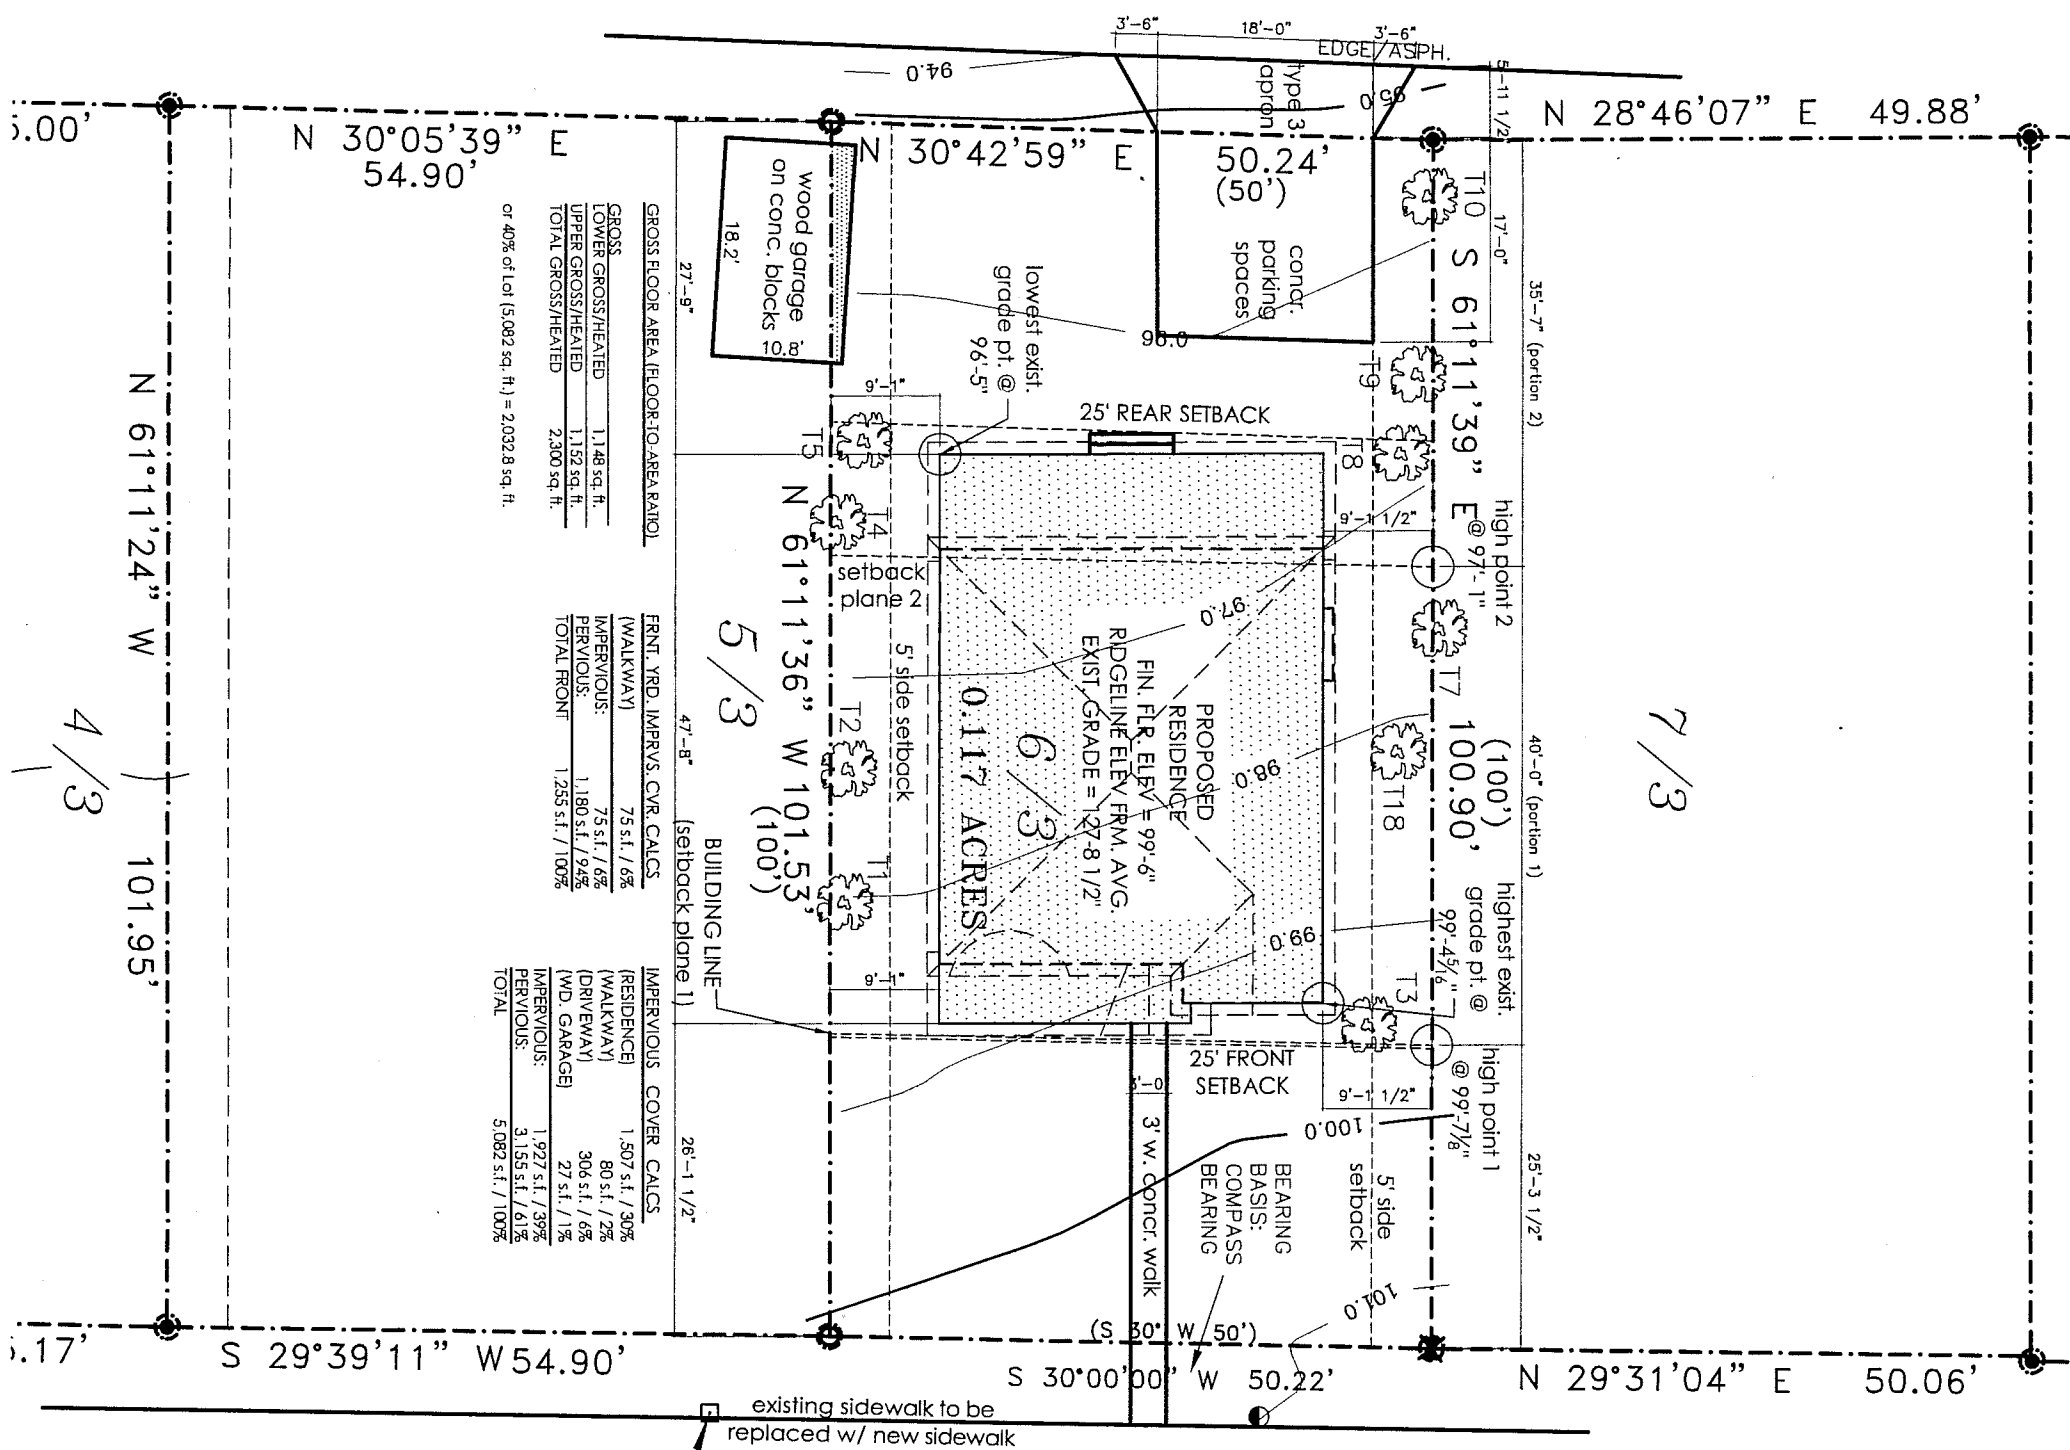 3'-6"
18'-0"
3'-6"
EDGE/ASPH.
94.0
95.0
type 3
apron
5'-11 1/2"
5.00'
N 30°05'39" E
54.90'
N 30°42'59" E
50.24'
(50')
N 28°46'07" E 49.88'
wood garage
on conc. blocks
18.2'
10.8'
concr.
parking
spaces
T10
17'-0"
S 61°11'39" E
100.90'
(100')
35'-7" (portion 2)
40'-0" (portion 1)
25'-3 1/2"
lowest exist.
grade pt. @
96'-5"
T9
9'-1"
25' REAR SETBACK
T5
T8
9'-1 1/2"
high point 2
@ 97'-1"
T4
setback
plane 2
5' side setback
N 61°11'36" W 101.53'
(100')
T2
T1
T7
T18
97.0
98.0
99.0
PROPOSED
RESIDENCE
FIN. FLR. ELEV = 99'-6"
RIDGELINE ELEV FRM. AVG.
EXIST. GRADE = 127'-8 1/2"
6/3
0.117 ACRES
5/3
7/3
4/3
N 61°11'24" W 101.95'
highest exist.
grade pt. @
99'-4 5/16"
T3
high point 1
@ 99'-7 1/8"
9'-1"
9'-1 1/2"
25' FRONT
SETBACK
3' w. concr. walk
100.0
101.0
5' side
setback
BEARING
BASIS:
COMPASS
BEARING
27'-9"
47'-8"
(setback plane 1)
26'-1 1/2"
BUILDING LINE
GROSS FLOOR AREA (FLOOR-TO-AREA RATIO)
GROSS
LOWER GROSS/HEATED 1,148 sq. ft.
UPPER GROSS/HEATED 1,152 sq. ft.
TOTAL GROSS/HEATED 2,300 sq. ft.
or 40% of Lot (5,082 sq. ft.) = 2,032.8 sq. ft.
FRNT. YRD. IMPRVS. CVR. CALCS
(WALKWAY) 75 s.f. / 6%
IMPERVIOUS: 75 s.f. / 6%
PERVIOUS: 1,180 s.f. / 94%
TOTAL FRONT 1,255 s.f. / 100%
IMPERVIOUS COVER CALCS
(RESIDENCE) 1,507 s.f. / 30%
(WALKWAY) 80 s.f. / 2%
(DRIVEWAY) 306 s.f. / 6%
(WD. GARAGE) 27 s.f. / 1%
IMPERVIOUS: 1,927 s.f. / 39%
PERVIOUS: 3,155 s.f. / 61%
TOTAL 5,082 s.f. / 100%
5.17'
S 29°39'11" W 54.90'
(S 30° W 50')
S 30°00'00" W 50.22'
N 29°31'04" E 50.06'
existing sidewalk to be
replaced w/ new sidewalk